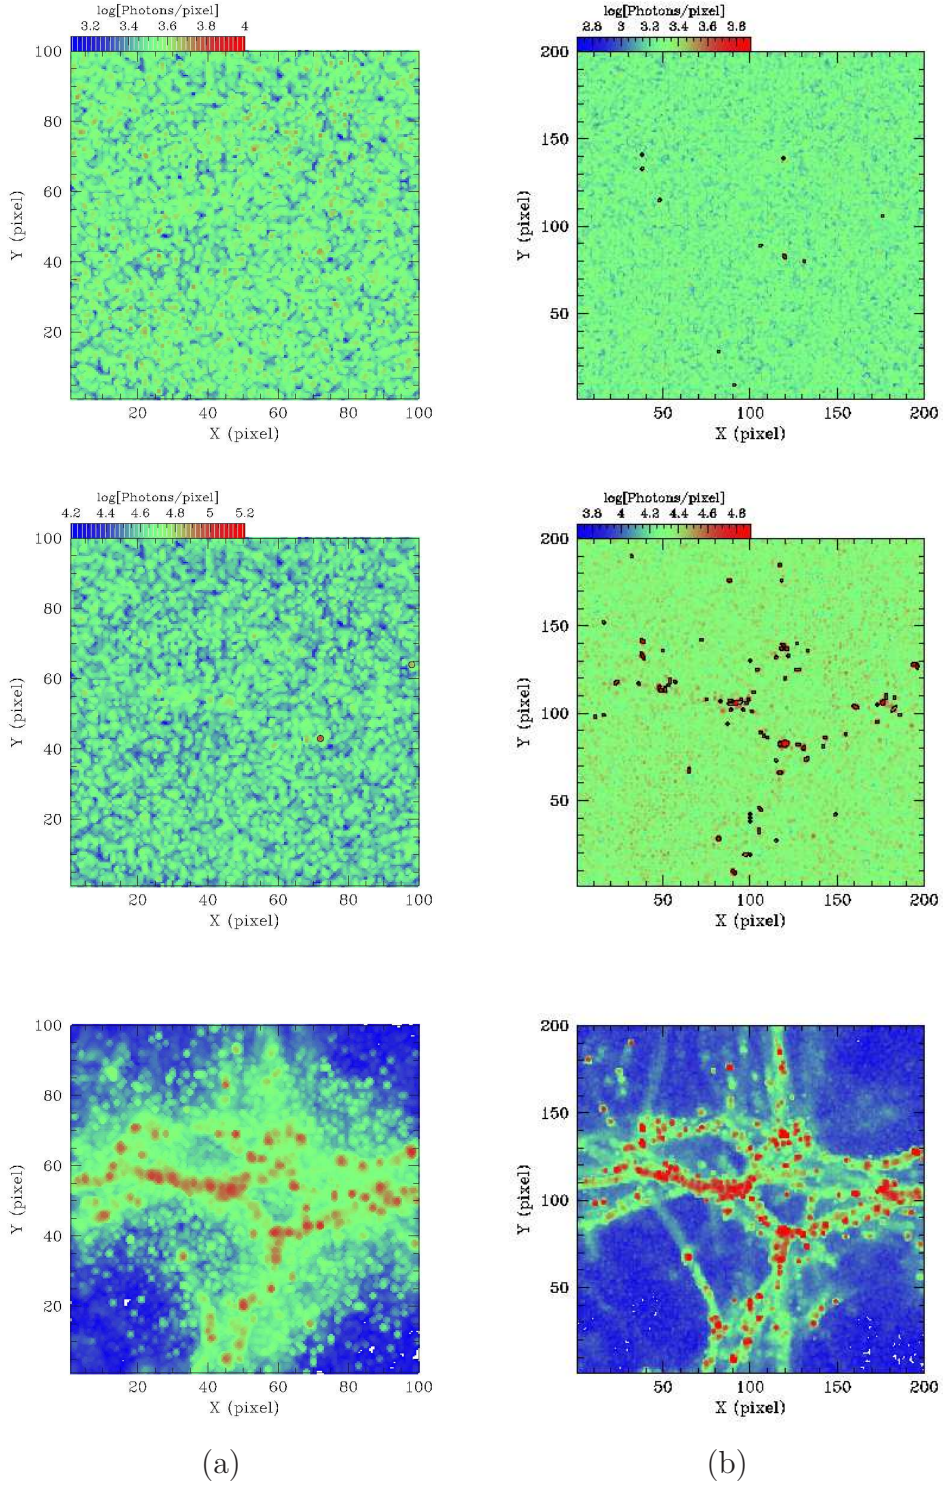 log[Photons/pixel]
3.2 3.4 3.6 3.8 4
100
80
60
40
20
Y (pixel)
20 40 60 80 100
X (pixel)
log[Photons/pixel]
2.8 3 3.2 3.4 3.6 3.8
200
150
100
50
Y (pixel)
50 100 150 200
X (pixel)
log[Photons/pixel]
4.2 4.4 4.6 4.8 5 5.2
100
80
60
40
20
Y (pixel)
20 40 60 80 100
X (pixel)
log[Photons/pixel]
3.8 4 4.2 4.4 4.6 4.8
200
150
100
50
Y (pixel)
50 100 150 200
X (pixel)
100
80
60
40
20
Y (pixel)
20 40 60 80 100
X (pixel)
200
150
100
50
Y (pixel)
50 100 150 200
X (pixel)
(a)
(b)